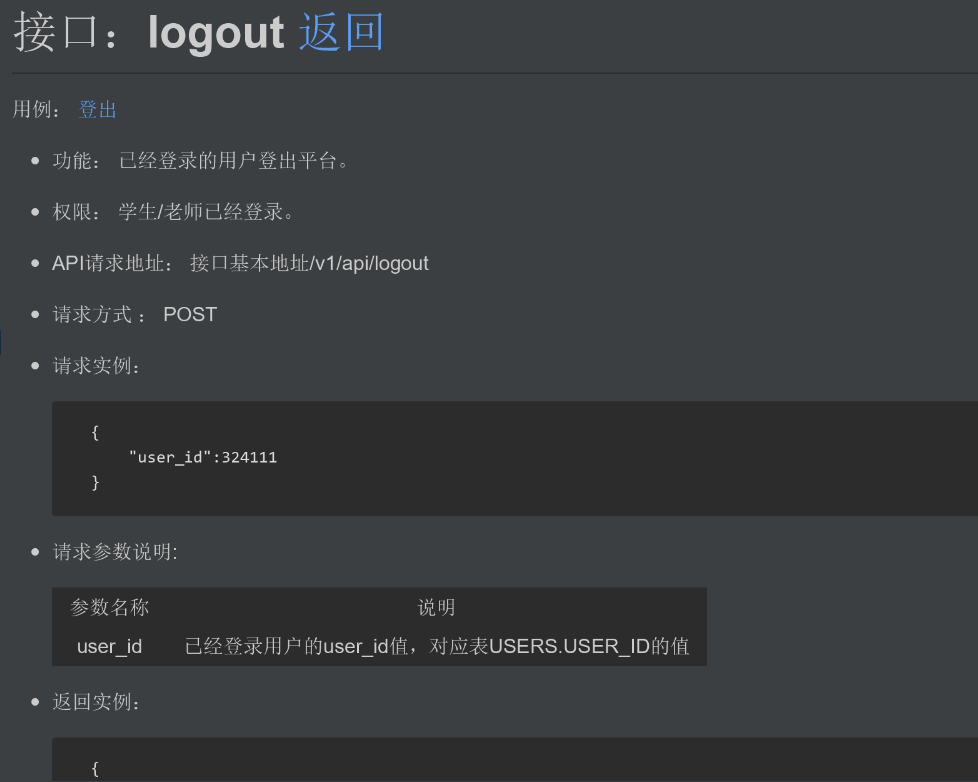 接口：logout 返回
用例： 登出
功能： 已经登录的用户登出平台。
权限： 学生/老师已经登录。
API请求地址： 接口基本地址/v1/api/logout
请求方式 ： POST
请求实例：
{
"user_id":324111
}
请求参数说明:
参数名称 说明
user_id 已经登录用户的user_id值，对应表USERS.USER_ID的值
返回实例：
{